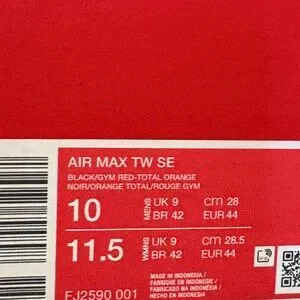 AIR MAX TW SE
BLACK/GYM RED-TOTAL ORANGE
NOIR/ORANGE TOTAL/ROUGE GYM
10 MENS UK 9 CM 28
BR 42 EUR 44
11.5 WMNS UK 9 CM 28.5
BR 42 EUR 44
MADE IN INDONESIA /
FABRIQUÉ EN INDONESIE /
FABRICADO NA INDONESIA /
HECHO EN INDONESIA
FJ2590 001